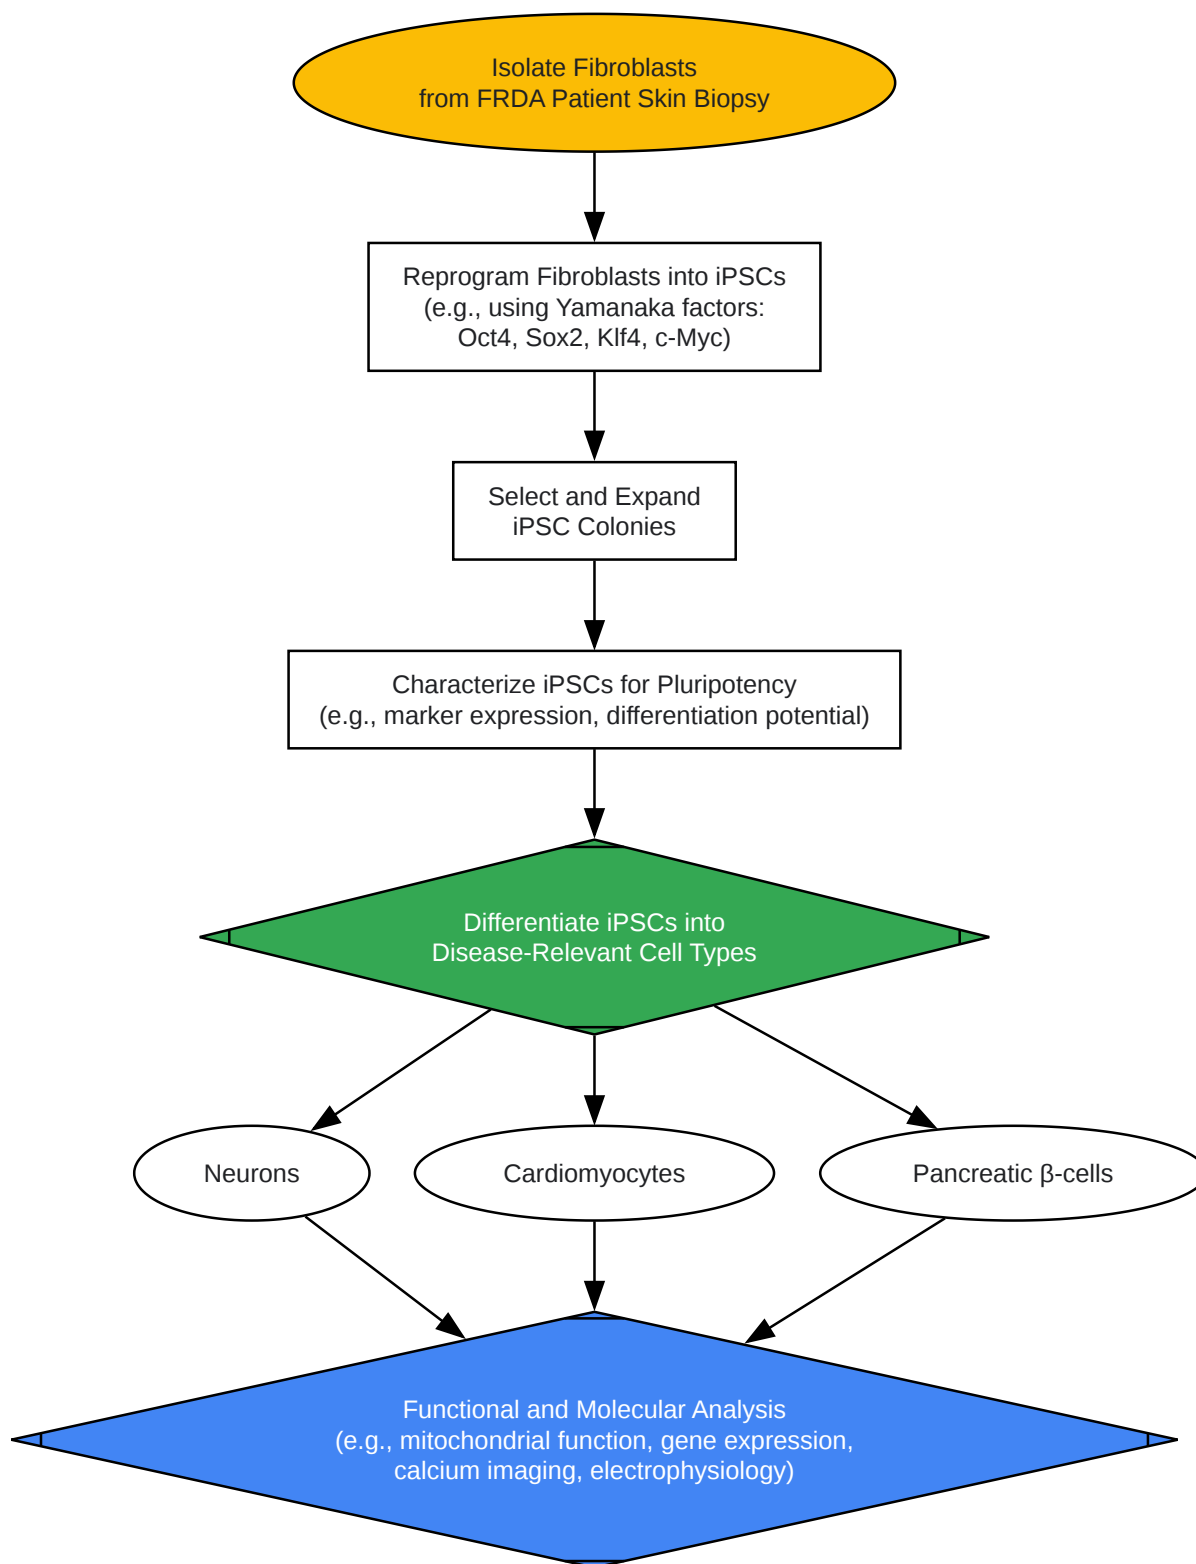 Isolate Fibroblasts
from FRDA Patient Skin Biopsy
Reprogram Fibroblasts into iPSCs
(e.g., using Yamanaka factors:
Oct4, Sox2, Klf4, c-Myc)
Select and Expand
iPSC Colonies
Characterize iPSCs for Pluripotency
(e.g., marker expression, differentiation potential)
Differentiate iPSCs into
Disease-Relevant Cell Types
Neurons
Cardiomyocytes
Pancreatic β-cells
Functional and Molecular Analysis
(e.g., mitochondrial function, gene expression,
calcium imaging, electrophysiology)